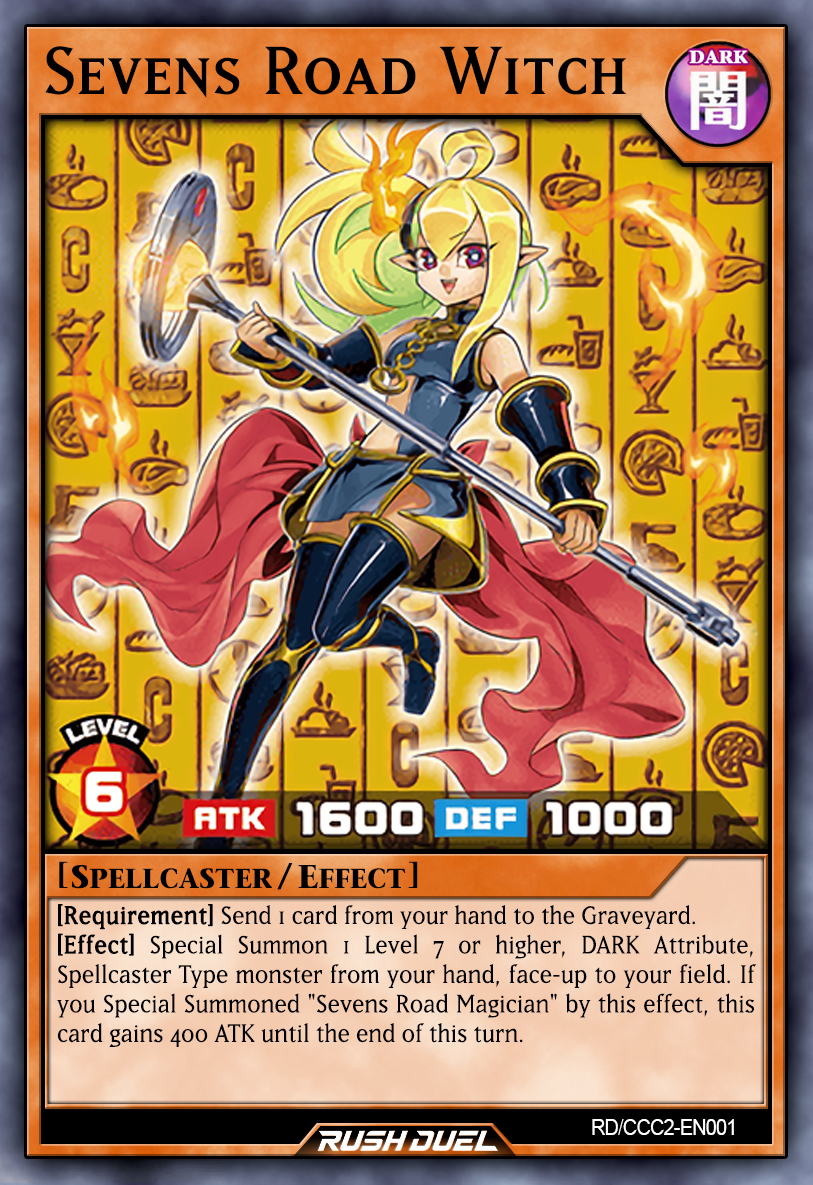 Sevens Road Witch
DARK
闇
LEVEL
6
ATK 1600 DEF 1000
[Spellcaster/Effect]
[Requirement] Send 1 card from your hand to the Graveyard.
[Effect] Special Summon 1 Level 7 or higher, DARK Attribute,
Spellcaster Type monster from your hand, face-up to your field. If
you Special Summoned "Sevens Road Magician" by this effect, this
card gains 400 ATK until the end of this turn.
RD/CCC2-EN001
RUSH DUEL